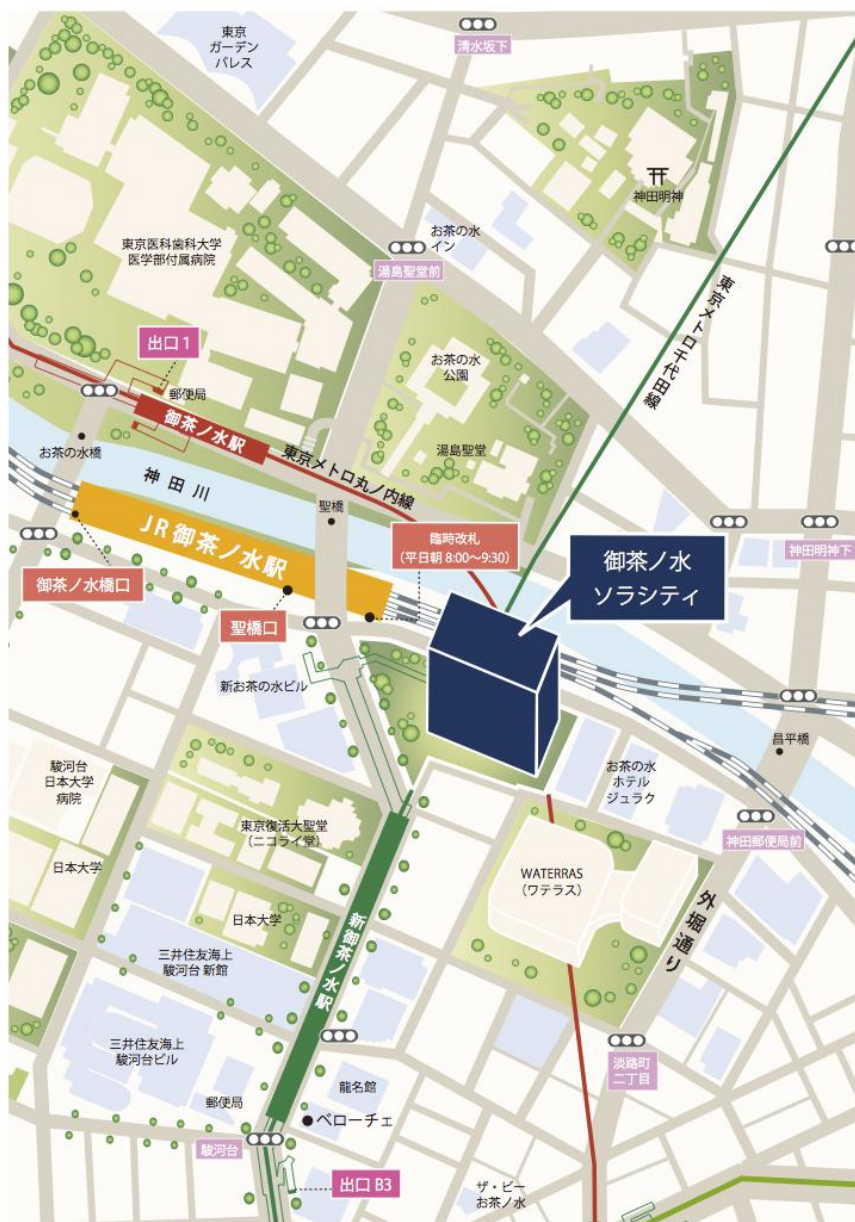 東京
ガーデン
パレス
清水坂下
神田明神
東京医科歯科大学
医学部付属病院
お茶の水
イン
湯島聖堂前
東京メトロ千代田線
出口1
郵便局
お茶の水
公園
御茶ノ水駅
湯島聖堂
お茶の水橋
東京メトロ丸ノ内線
神田川
聖橋
JR御茶ノ水駅
臨時改札
(平日朝 8:00〜9:30)
御茶ノ水
ソラシティ
神田明神下
御茶ノ水橋口
聖橋口
新お茶の水ビル
昌平橋
駿河台
日本大学
病院
お茶の水
ホテル
ジュラク
東京復活大聖堂
(ニコライ堂)
神田郵便局前
日本大学
WATERRAS
(ワテラス)
外堀通り
日本大学
新御茶ノ水駅
三井住友海上
駿河台 新館
三井住友海上
駿河台ビル
淡路町
二丁目
龍名館
郵便局
ベローチェ
駿河台
出口 B3
ザ・ビー
お茶ノ水